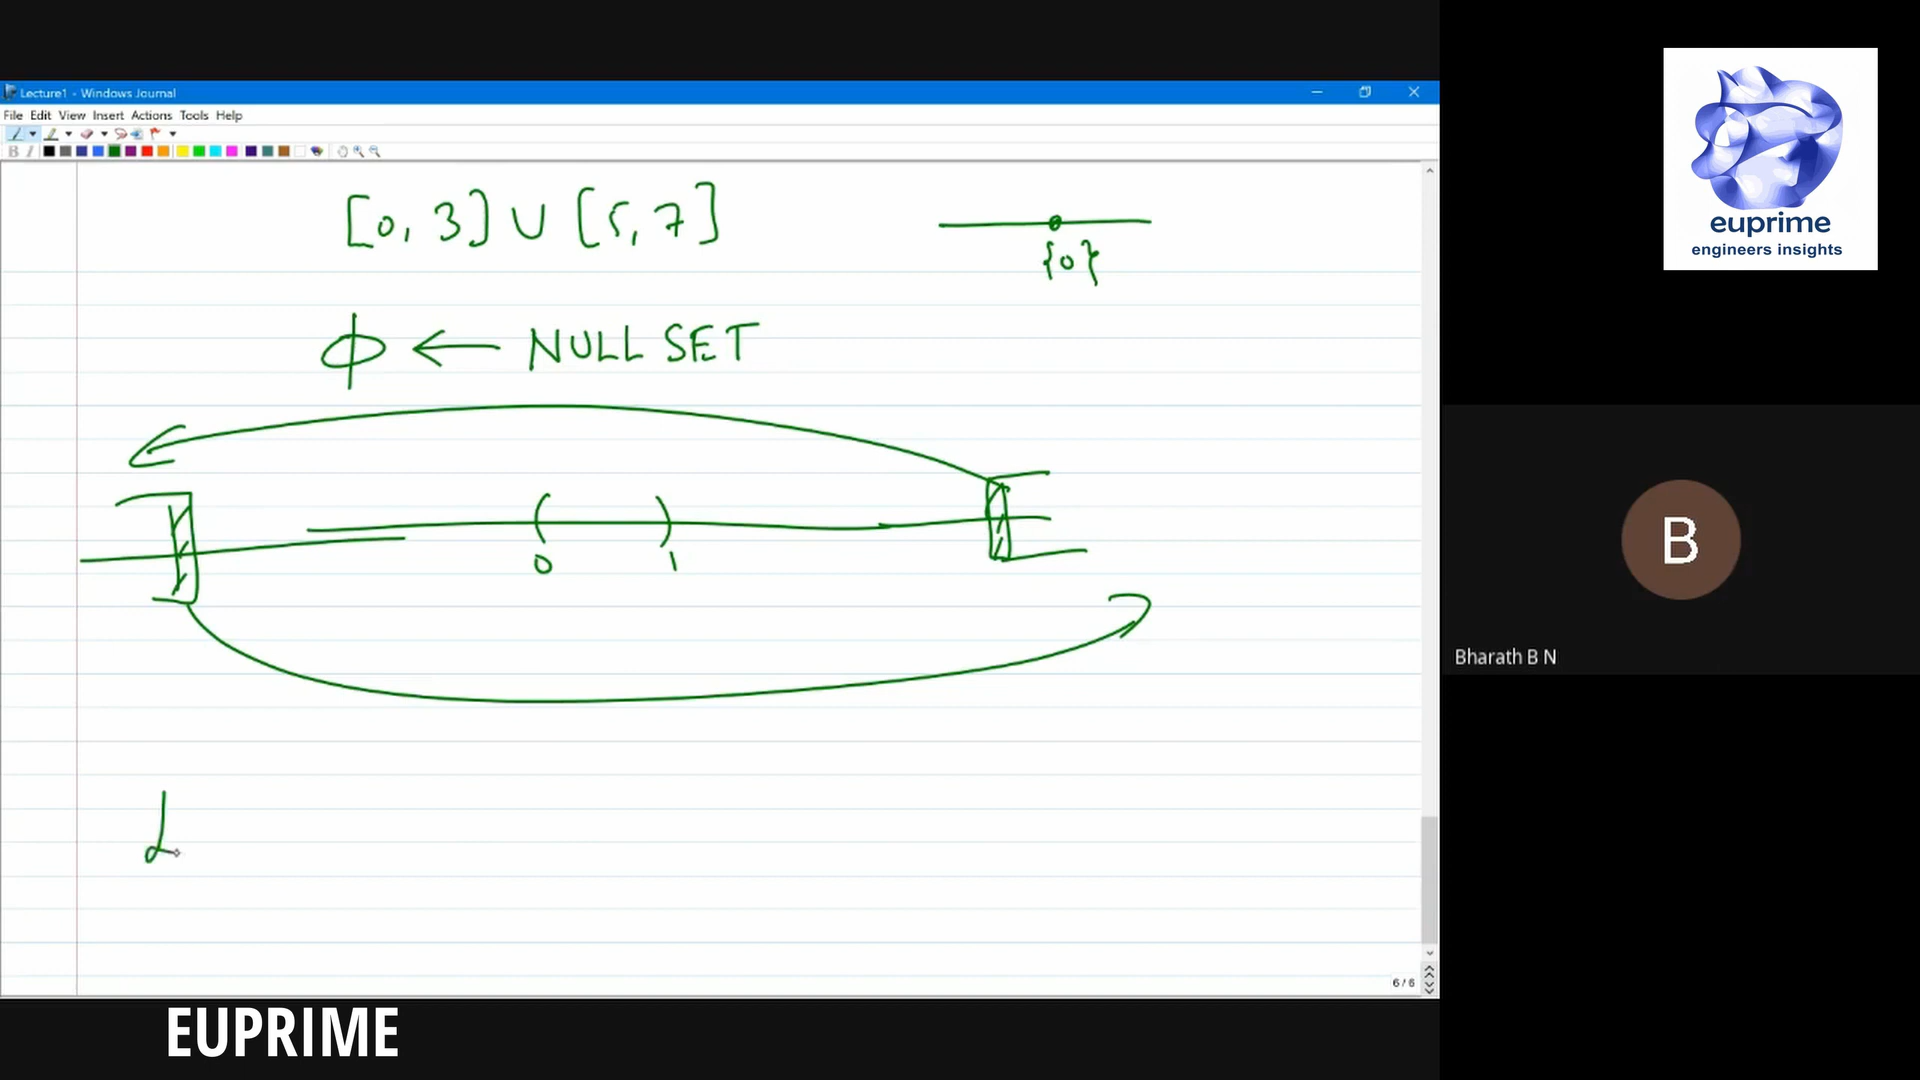 Lecture1 - Windows Journal
File Edit View Insert Actions Tools Help
B I
[0, 3] ∪ [5, 7]
{0}
ϕ ← NULL SET
( )
0 1
6 / 6
EUPRIME
euprime
engineers insights
B
Bharath B N